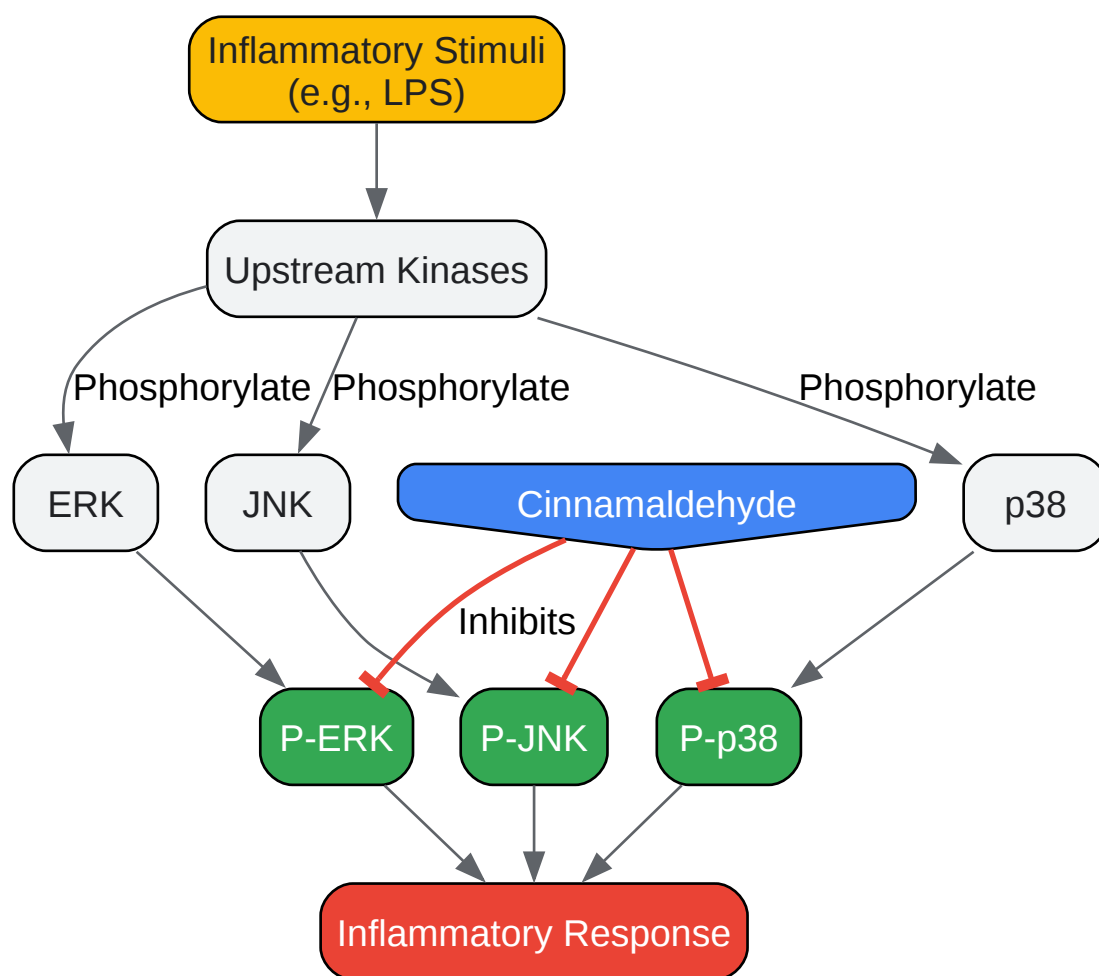 Inflammatory Stimuli
(e.g., LPS)
Upstream Kinases
Phosphorylate
Phosphorylate
Phosphorylate
ERK
JNK
Cinnamaldehyde
p38
Inhibits
P-ERK
P-JNK
P-p38
Inflammatory Response